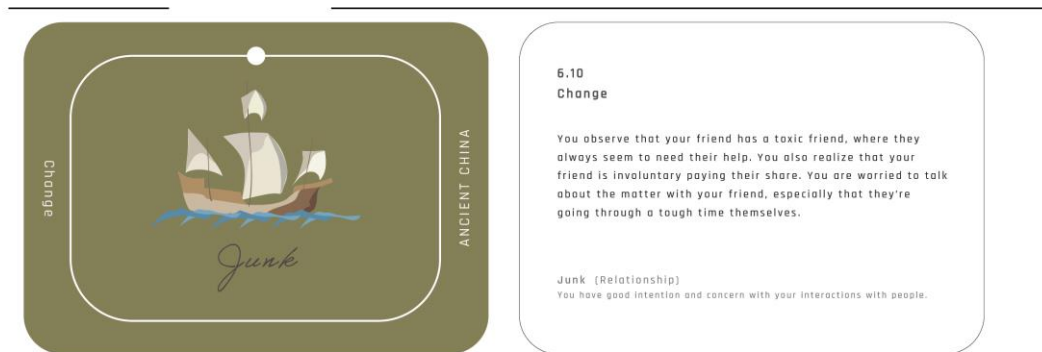 Change
Junk
ANCIENT CHINA
6.10
Change
You observe that your friend has a toxic friend, where they
always seem to need their help. You also realize that your
friend is involuntary paying their share. You are worried to talk
about the matter with your friend, especially that they're
going through a tough time themselves.
Junk (Relationship)
You have good intention and concern with your interactions with people.